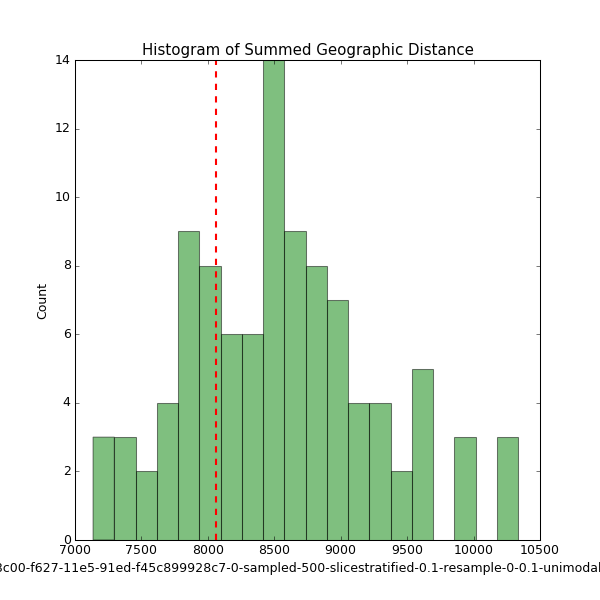 Histogram of Summed Geographic Distance
14
12
10
8
6
4
2
0
Count
7000 7500 8000 8500 9000 9500 10000 10500
3c00-f627-11e5-91ed-f45c899928c7-0-sampled-500-slicestratified-0.1-resample-0-0.1-unimodal